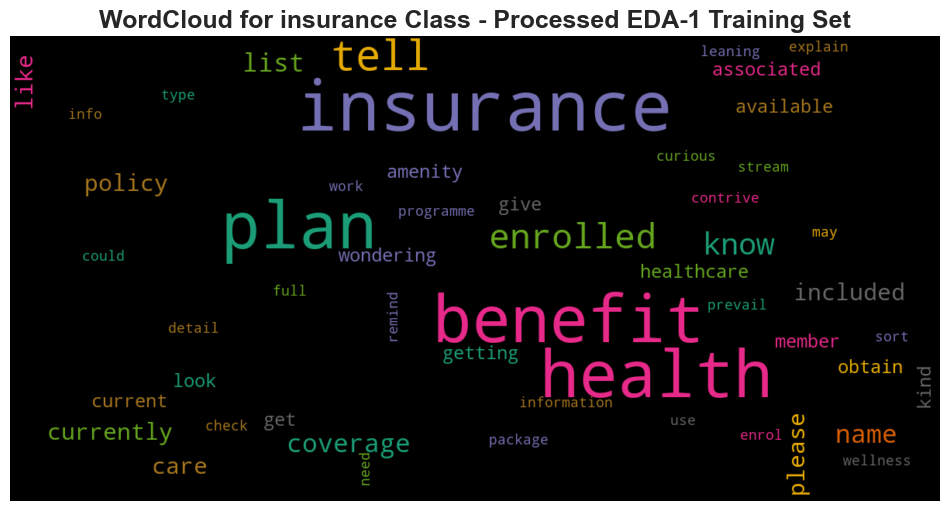 WordCloud for insurance Class - Processed EDA-1 Training Set
like
list
tell
leaning
explain
associated
info
type
insurance
available
policy
work
amenity
curious
stream
programme
give
contrive
plan
enrolled
know
may
could
wondering
healthcare
full
remind
benefit
prevail
included
detail
getting
health
member
sort
look
obtain
kind
current
information
currently
check
get
use
name
coverage
package
enrol
please
care
need
wellness